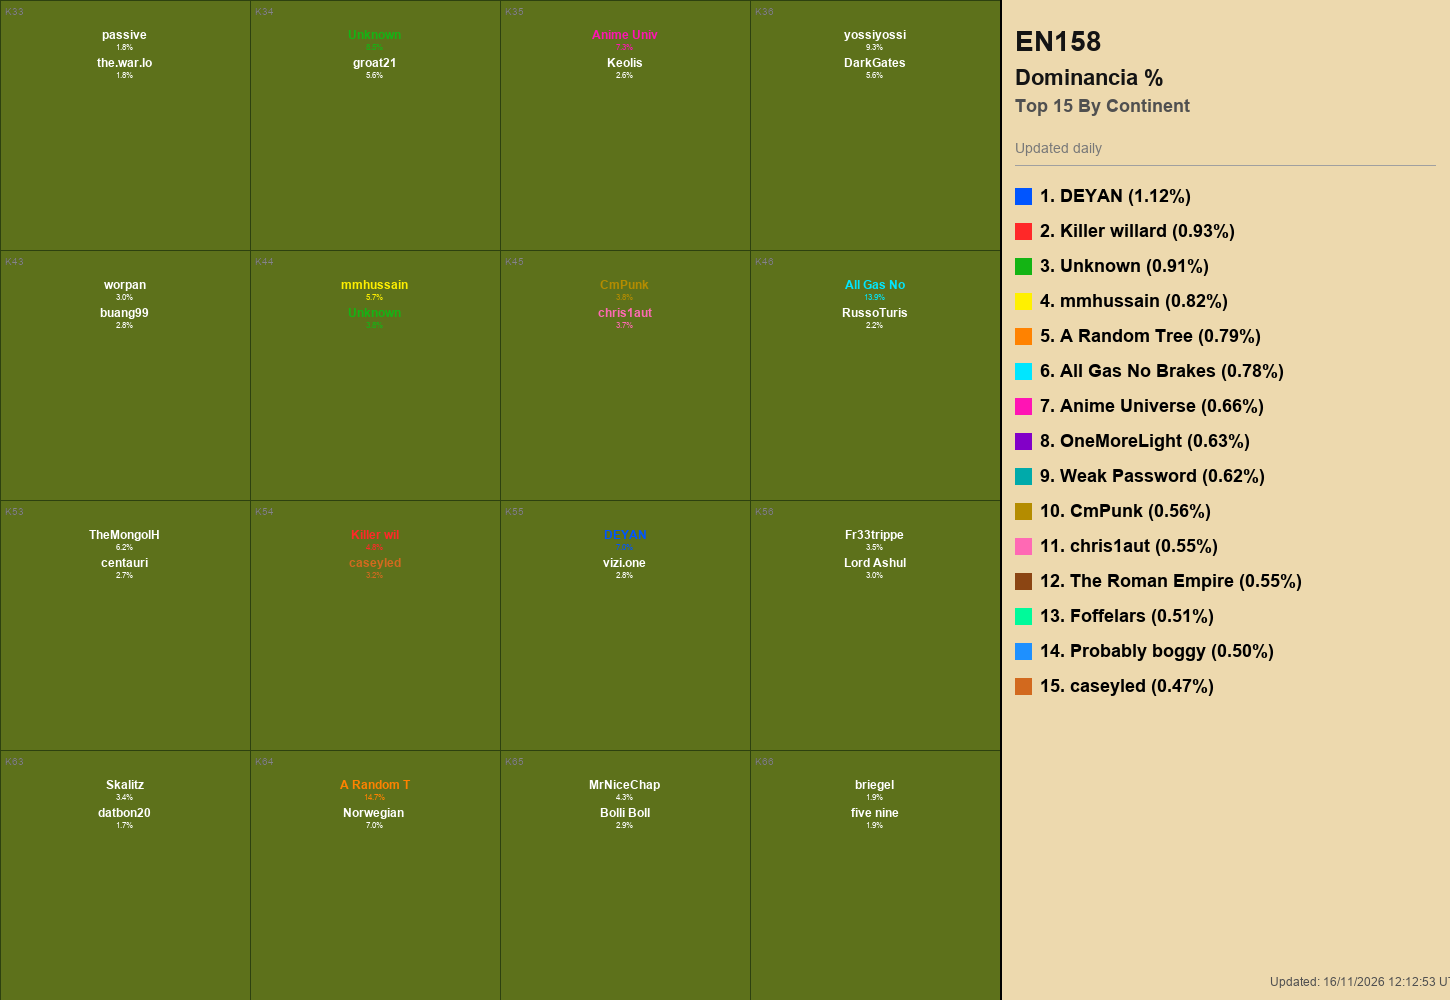 K33
passive
1.8%
the.war.lo
1.8%
K34
Unknown
groat21
5.6%
K35
Anime Univ
Keolis
2.6%
K36
yossiyossi
9.3%
DarkGates
5.6%
K43
worpan
3.0%
buang99
2.8%
K44
mmhussain
5.7%
Unknown
K45
CmPunk
3.8%
chris1aut
3.7%
K46
All Gas No
13.9%
RussoTuris
2.2%
K53
TheMongolH
6.2%
centauri
2.7%
K54
Killer wil
caseyled
3.2%
K55
DEYAN
vizi.one
2.8%
K56
Fr33trippe
3.5%
Lord Ashul
3.0%
K63
Skalitz
3.4%
datbon20
1.7%
K64
A Random T
14.7%
Norwegian
7.0%
K65
MrNiceChap
4.3%
Bolli Boll
2.9%
K66
briegel
1.9%
five nine
1.9%
EN158
Dominancia %
Top 15 By Continent
Updated daily
1. DEYAN (1.12%)
2. Killer willard (0.93%)
3. Unknown (0.91%)
4. mmhussain (0.82%)
5. A Random Tree (0.79%)
6. All Gas No Brakes (0.78%)
7. Anime Universe (0.66%)
8. OneMoreLight (0.63%)
9. Weak Password (0.62%)
10. CmPunk (0.56%)
11. chris1aut (0.55%)
12. The Roman Empire (0.55%)
13. Foffelars (0.51%)
14. Probably boggy (0.50%)
15. caseyled (0.47%)
Updated: 16/11/2026 12:12:53